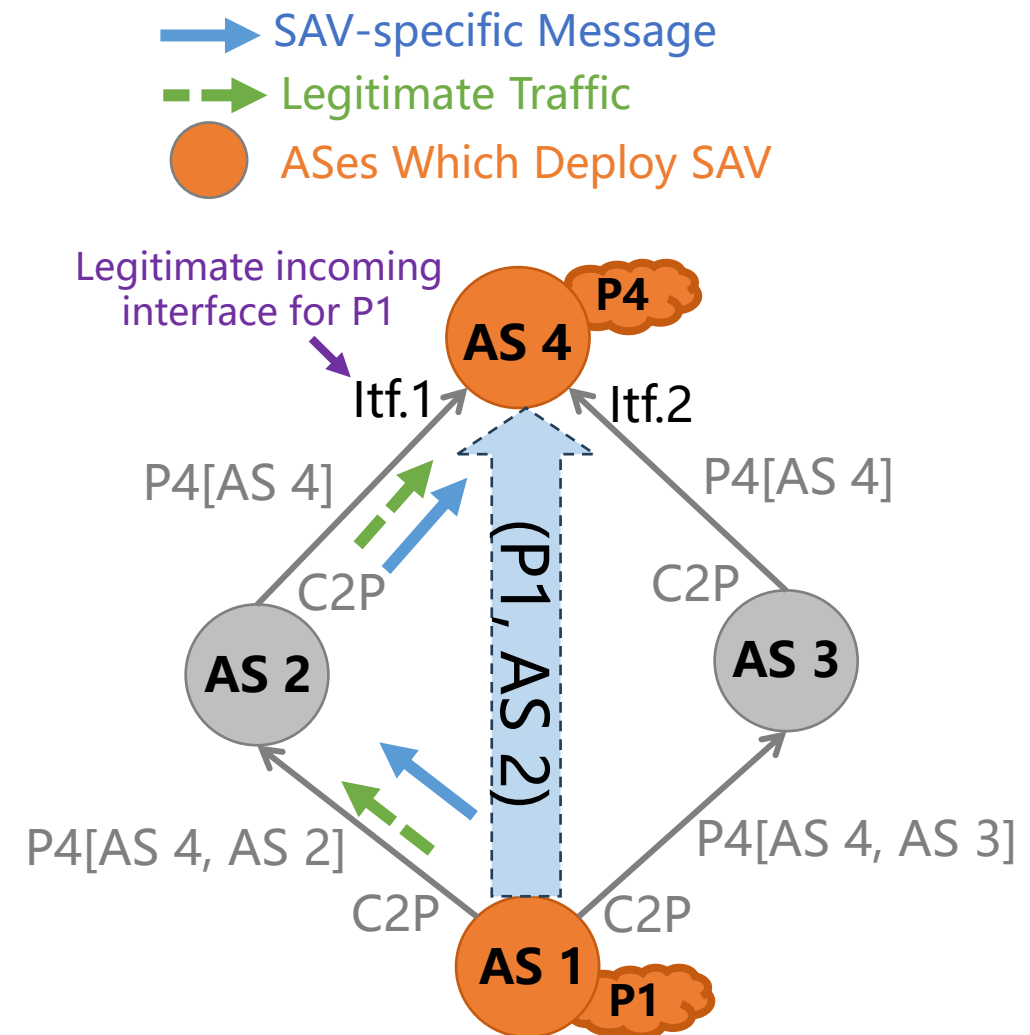 SAV-specific Message
Legitimate Traffic
ASes Which Deploy SAV
Legitimate incoming
interface for P1
P4
AS 4
Itf.1
Itf.2
P4[AS 4]
P4[AS 4]
(P1, AS 2)
C2P
C2P
AS 2
AS 3
P4[AS 4, AS 2]
P4[AS 4, AS 3]
C2P
C2P
AS 1
P1